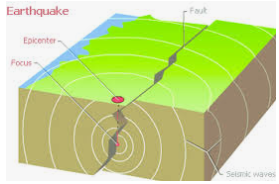 Earthquake
Fault
Epicenter
Focus
Seismic waves